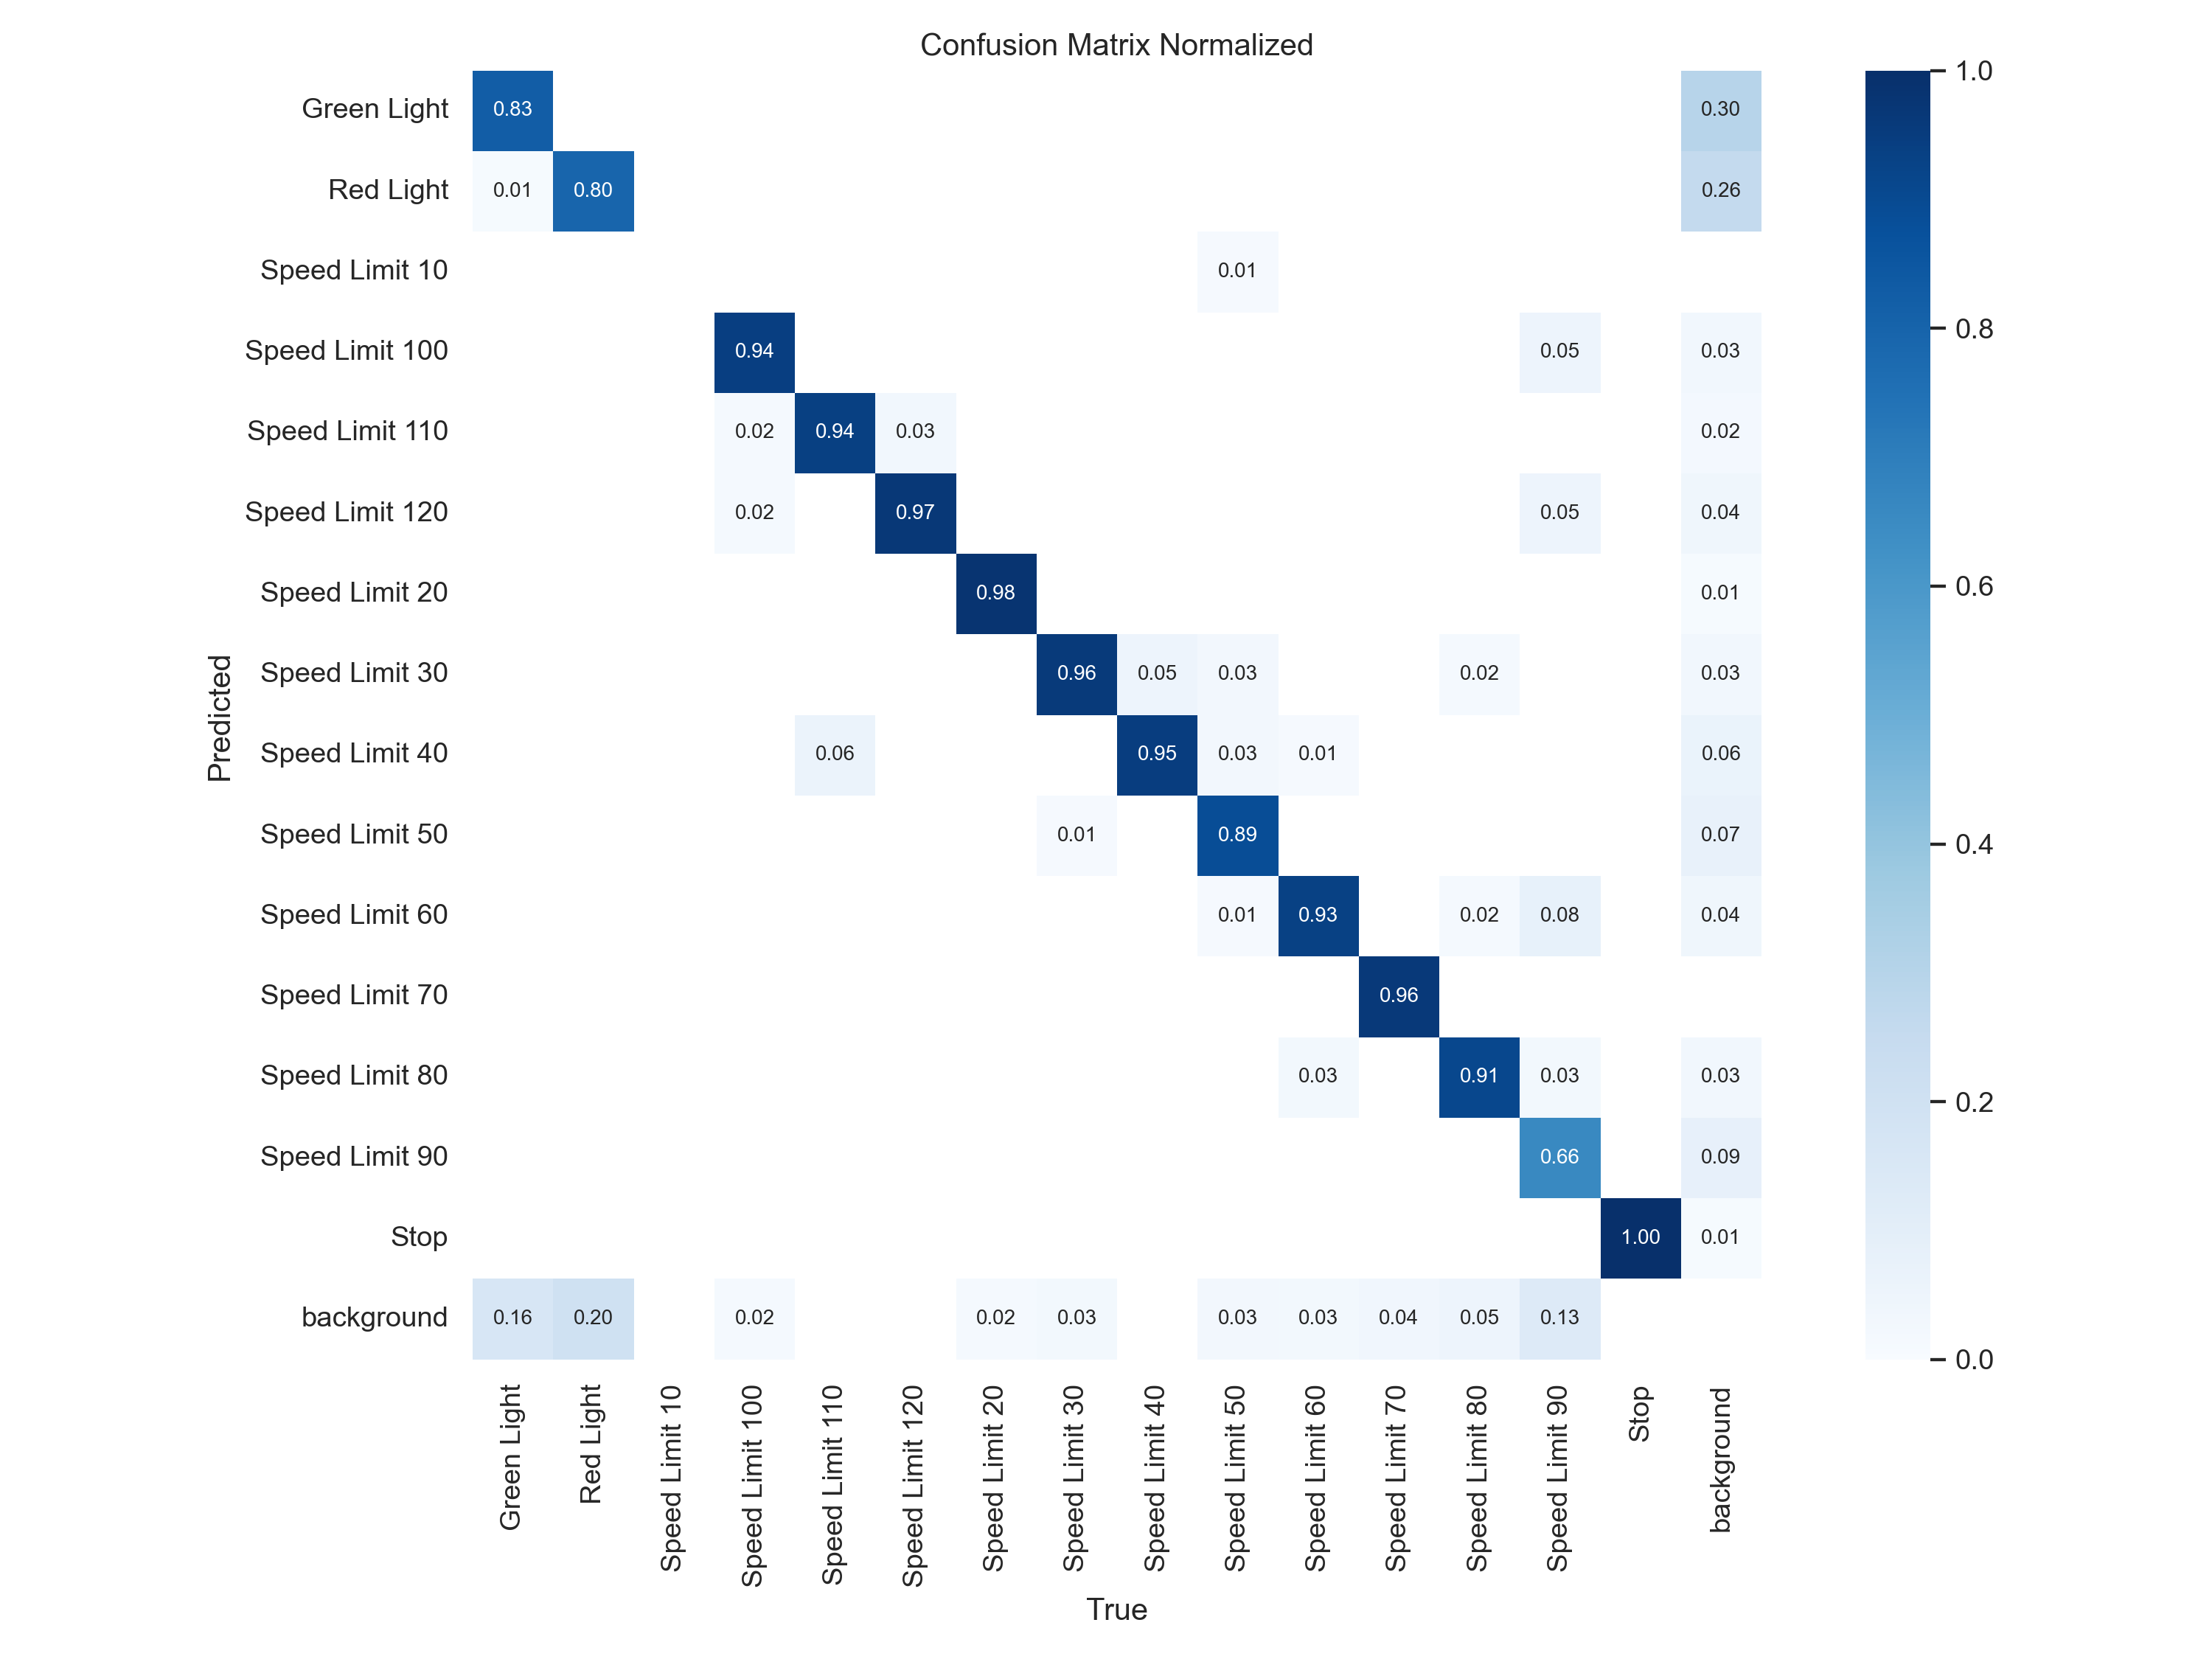 Confusion Matrix Normalized
Green Light 0.83 0.30
Red Light 0.01 0.80 0.26
Speed Limit 10 0.01
Speed Limit 100 0.94 0.05 0.03
Speed Limit 110 0.02 0.94 0.03 0.02
Speed Limit 120 0.02 0.97 0.05 0.04
Speed Limit 20 0.98 0.01
Speed Limit 30 0.96 0.05 0.03 0.02 0.03
Speed Limit 40 0.06 0.95 0.03 0.01 0.06
Speed Limit 50 0.01 0.89 0.07
Speed Limit 60 0.01 0.93 0.02 0.08 0.04
Speed Limit 70 0.96
Speed Limit 80 0.03 0.91 0.03 0.03
Speed Limit 90 0.66 0.09
Stop 1.00 0.01
background 0.16 0.20 0.02 0.02 0.03 0.03 0.03 0.04 0.05 0.13
Predicted
Green Light
Red Light
Speed Limit 10
Speed Limit 100
Speed Limit 110
Speed Limit 120
Speed Limit 20
Speed Limit 30
Speed Limit 40
Speed Limit 50
Speed Limit 60
Speed Limit 70
Speed Limit 80
Speed Limit 90
Stop
background
True
1.0
0.8
0.6
0.4
0.2
0.0